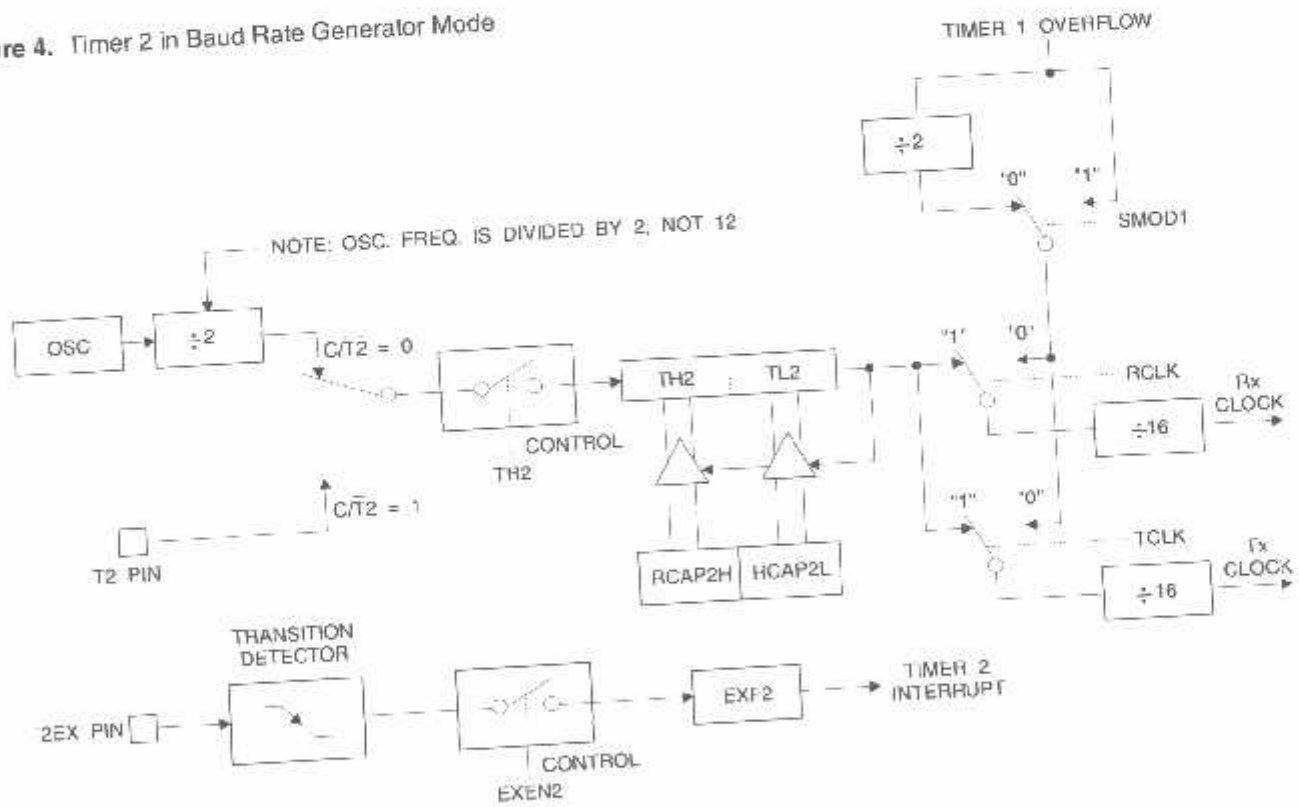 re 4. Timer 2 in Baud Rate Generator Mode
TIMER 1 OVERFLOW
÷2
"0"
"1"
SMOD1
NOTE: OSC. FREQ. IS DIVIDED BY 2, NOT 12
OSC
÷2
C/T2 = 0
TH2
TL2
"1"
"0"
RCLK
Rx
CLOCK
÷16
CONTROL
TH2
C/T̅2 = 1
T2 PIN
RCAP2H
HCAP2L
"1"
"0"
TCLK
Tx
CLOCK
÷16
TRANSITION
DETECTOR
2EX PIN
EXF2
TIMER 2
INTERRUPT
CONTROL
EXEN2